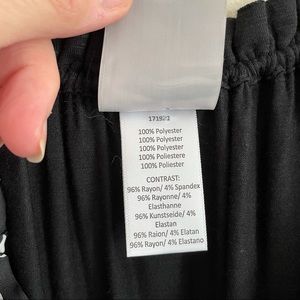 171921
100% Polyester
100% Polyester
100% Polyester
100% Poliestere
100% Poliester
CONTRAST:
96% Rayon/ 4% Spandex
96% Rayonne/ 4%
Elasthanne
96% Kunstseide/ 4%
Elastan
96% Raion/ 4% Elatan
96% Rayon/ 4% Elastano